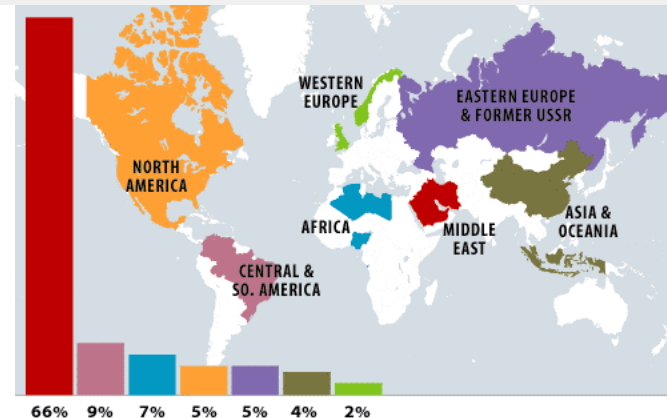 WESTERN
EUROPE
EASTERN EUROPE
& FORMER USSR
NORTH
AMERICA
AFRICA
MIDDLE
EAST
ASIA &
OCEANIA
CENTRAL &
SO. AMERICA
66% 9% 7% 5% 5% 4% 2%